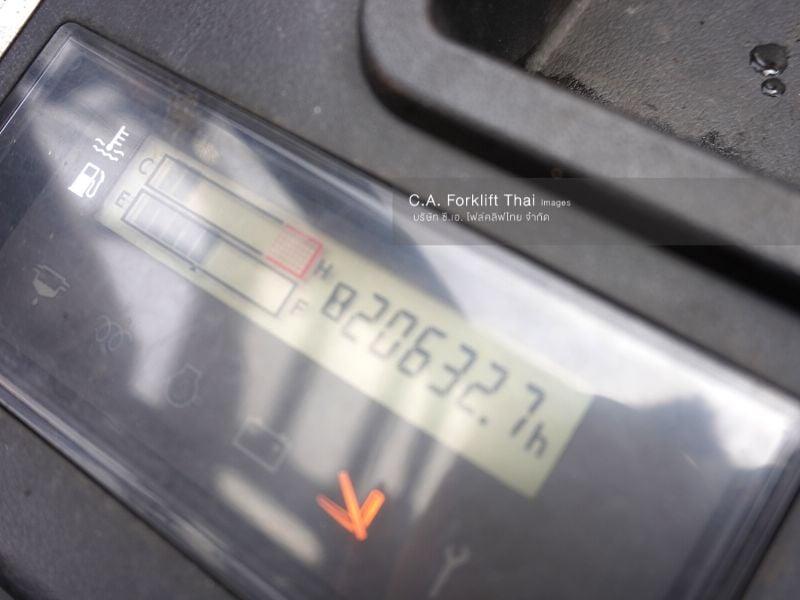 C.A. Forklift Thai Images
บริษัท ซี.เอ. โฟล์คลิฟไทย จำกัด
C
H
E
F
820632.7h